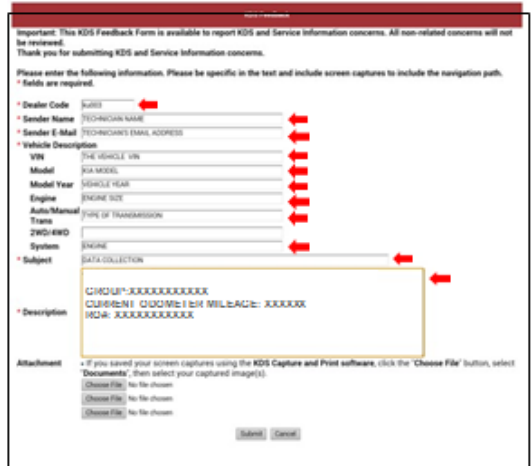 KDS Feedback
Important: This KDS Feedback Form is available to report KDS and Service Information concerns. All non-related concerns will not
be reviewed.
Thank you for submitting KDS and Service Information concerns.
Please enter the following information. Please be specific in the text and include screen captures to include the navigation path.
* fields are required.
* Dealer Code ku003
* Sender Name TECHNICIAN NAME
* Sender E-Mail TECHNICIAN'S EMAIL ADDRESS
* Vehicle Description
VIN THE VEHICLE VIN
Model KIA MODEL
Model Year VEHICLE YEAR
Engine ENGINE SIZE
Auto/Manual
Trans TYPE OF TRANSMISSION
2WD/4WD
System ENGINE
* Subject DATA COLLECTION
GROUP:XXXXXXXXXXX
CURRENT ODOMETER MILEAGE: XXXXXX
* Description
RO#: XXXXXXXXXXX
Attachment • If you saved your screen captures using the KDS Capture and Print software, click the "Choose File" button, select
"Documents", then select your captured image(s).
Choose File No file chosen
Choose File No file chosen
Choose File No file chosen
Submit Cancel